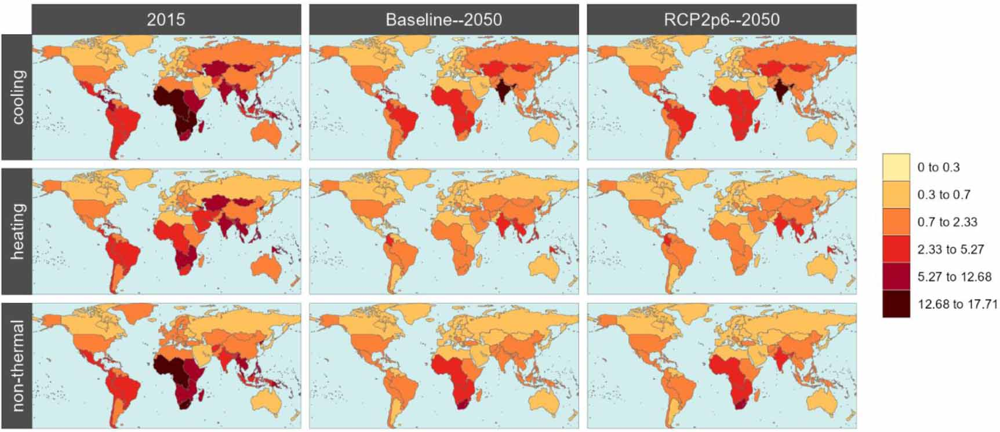 2015
Baseline--2050
RCP2p6--2050
cooling
heating
non-thermal
0 to 0.3
0.3 to 0.7
0.7 to 2.33
2.33 to 5.27
5.27 to 12.68
12.68 to 17.71